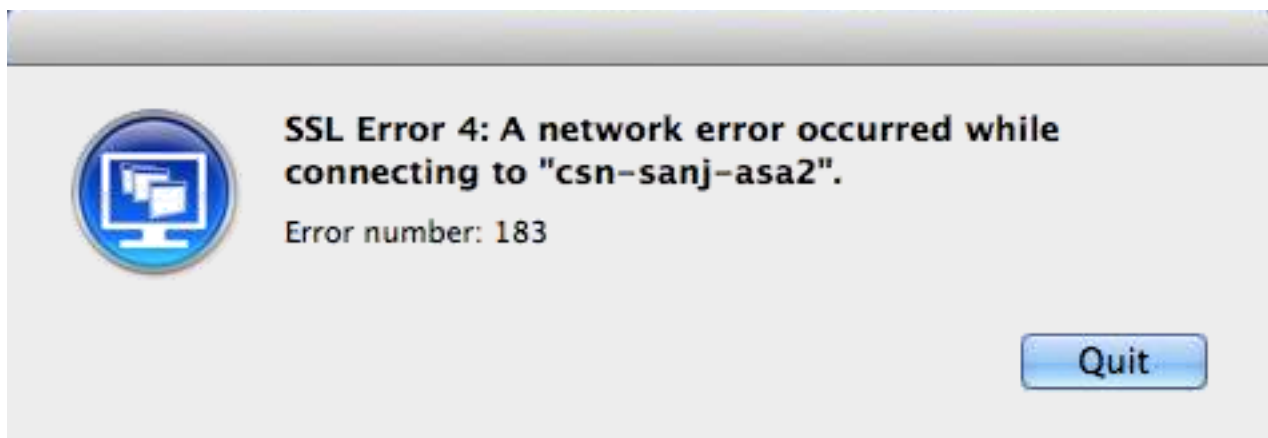 SSL Error 4: A network error occurred while
connecting to "csn-sanj-asa2".
Error number: 183
Quit